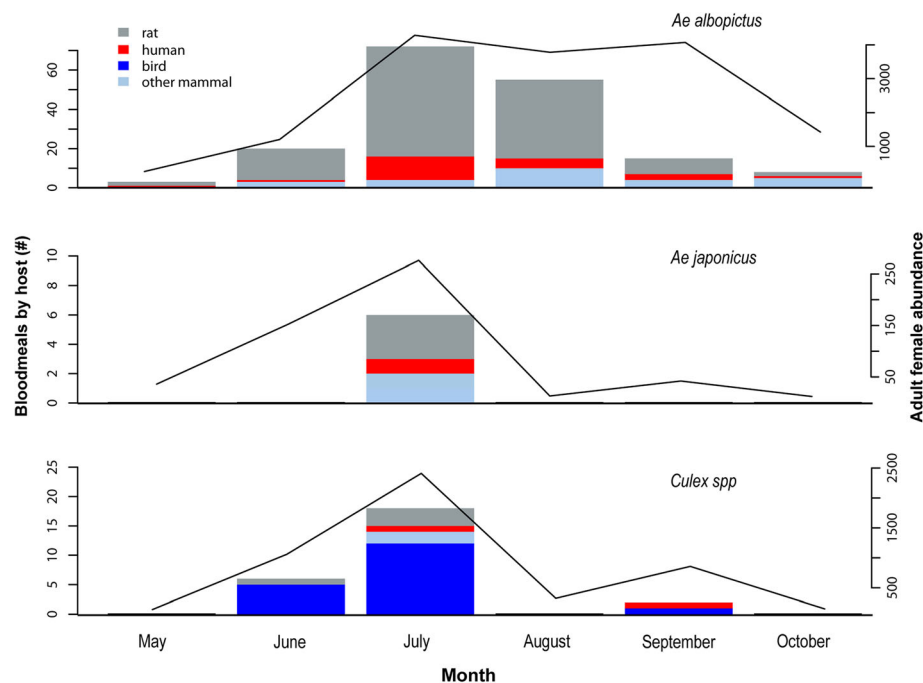 Ae albopictus
rat
human
bird
other mammal
60
40
20
0
3000
1000
Ae japonicus
10
8
6
4
2
0
250
150
50
Culex spp
25
20
15
10
5
0
2500
1500
500
Bloodmeals by host (#)
Adult female abundance
May June July August September October
Month